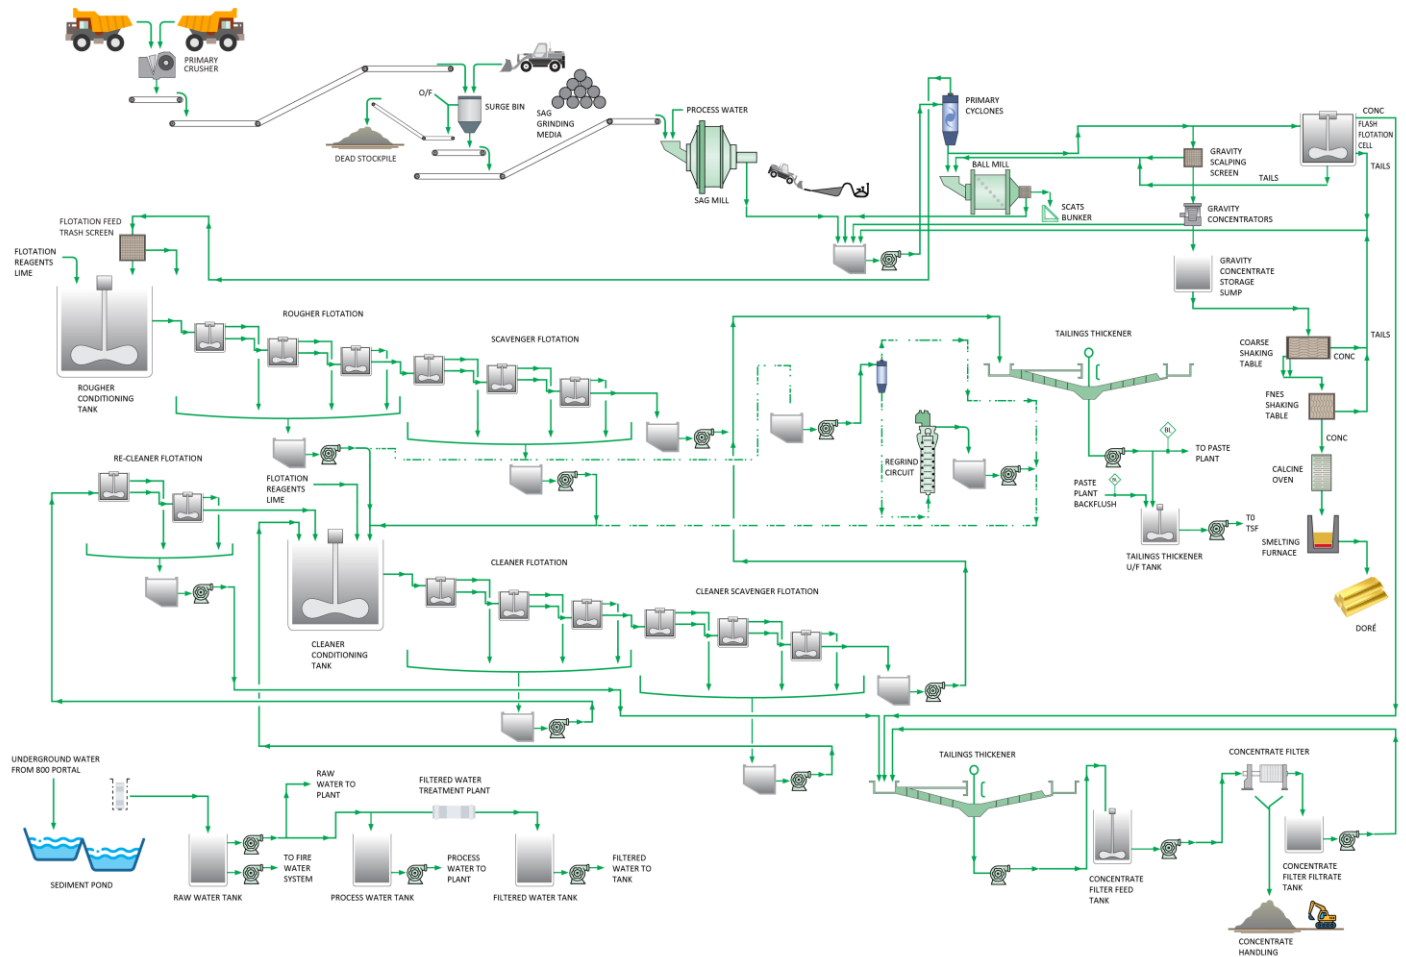 PRIMARY
CRUSHER
O/F
SURGE BIN
SAG
GRINDING
MEDIA
DEAD STOCKPILE
PROCESS WATER
SAG MILL
PRIMARY
CYCLONES
BALL MILL
SCATS
BUNKER
GRAVITY
SCALPING
SCREEN
TAILS
CONC
FLASH
FLOTATION
CELL
TAILS
GRAVITY
CONCENTRATORS
GRAVITY
CONCENTRATE
STORAGE
SUMP
FLOTATION FEED
TRASH SCREEN
FLOTATION
REAGENTS
LIME
ROUGHER
CONDITIONING
TANK
ROUGHER FLOTATION
SCAVENGER FLOTATION
TAILINGS THICKENER
COARSE
SHAKING
TABLE
CONC
TAILS
FNES
SHAKING
TABLE
CONC
CALCINE
OVEN
SMELTING
FURNACE
DORÉ
RE-CLEANER FLOTATION
FLOTATION
REAGENTS
LIME
REGRIND
CIRCUIT
BL
TO PASTE
PLANT
PASTE
PLANT
BACKFLUSH
BL
TO
TSF
TAILINGS THICKENER
U/F TANK
CLEANER
CONDITIONING
TANK
CLEANER FLOTATION
CLEANER SCAVENGER FLOTATION
UNDERGROUND WATER
FROM 800 PORTAL
SEDIMENT POND
RAW
WATER TO
PLANT
TO FIRE
WATER
SYSTEM
RAW WATER TANK
FILTERED WATER
TREATMENT PLANT
PROCESS
WATER TO
PLANT
PROCESS WATER TANK
FILTERED
WATER TO
TANK
FILTERED WATER TANK
TAILINGS THICKENER
CONCENTRATE
FILTER FEED
TANK
CONCENTRATE FILTER
CONCENTRATE
FILTER FILTRATE
TANK
CONCENTRATE
HANDLING